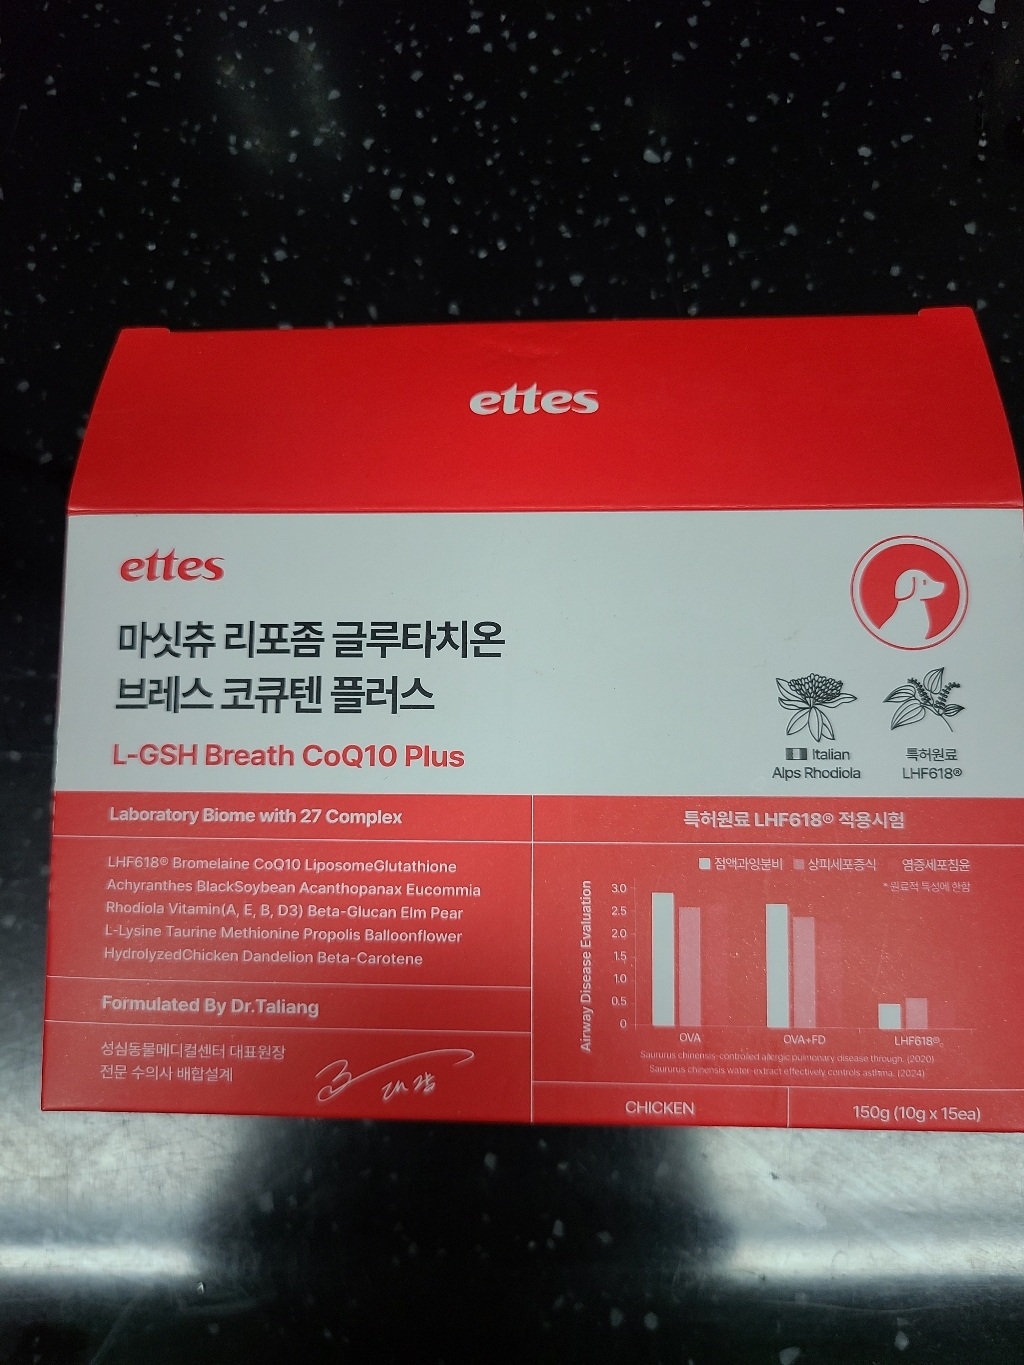 ettes
ettes
마싯츄 리포좀 글루타치온
브레스 코큐텐 플러스
L-GSH Breath CoQ10 Plus
Italian
Alps Rhodiola
특허원료
LHF618®
Laboratory Biome with 27 Complex
LHF618® Bromelaine CoQ10 LiposomeGlutathione
Achyranthes BlackSoybean Acanthopanax Eucommia
Rhodiola Vitamin(A, E, B, D3) Beta-Glucan Elm Pear
L-Lysine Taurine Methionine Propolis Balloonflower
HydrolyzedChicken Dandelion Beta-Carotene
Formulated By Dr.Taliang
성심동물메디컬센터 대표원장
전문 수의사 배합설계
특허원료 LHF618® 적용시험
점액과잉분비 상피세포증식 염증세포침윤
*원료적 특성에 한함
Airway Disease Evaluation
3.0
2.5
2.0
1.5
1.0
0.5
0
OVA OVA+FD LHF618®
Saururus chinensis-controlled allergic pulmonary disease through. (2020)
Saururus chinensis water-extract effectively controls asthma. (2024)
CHICKEN
150g (10g x 15ea)